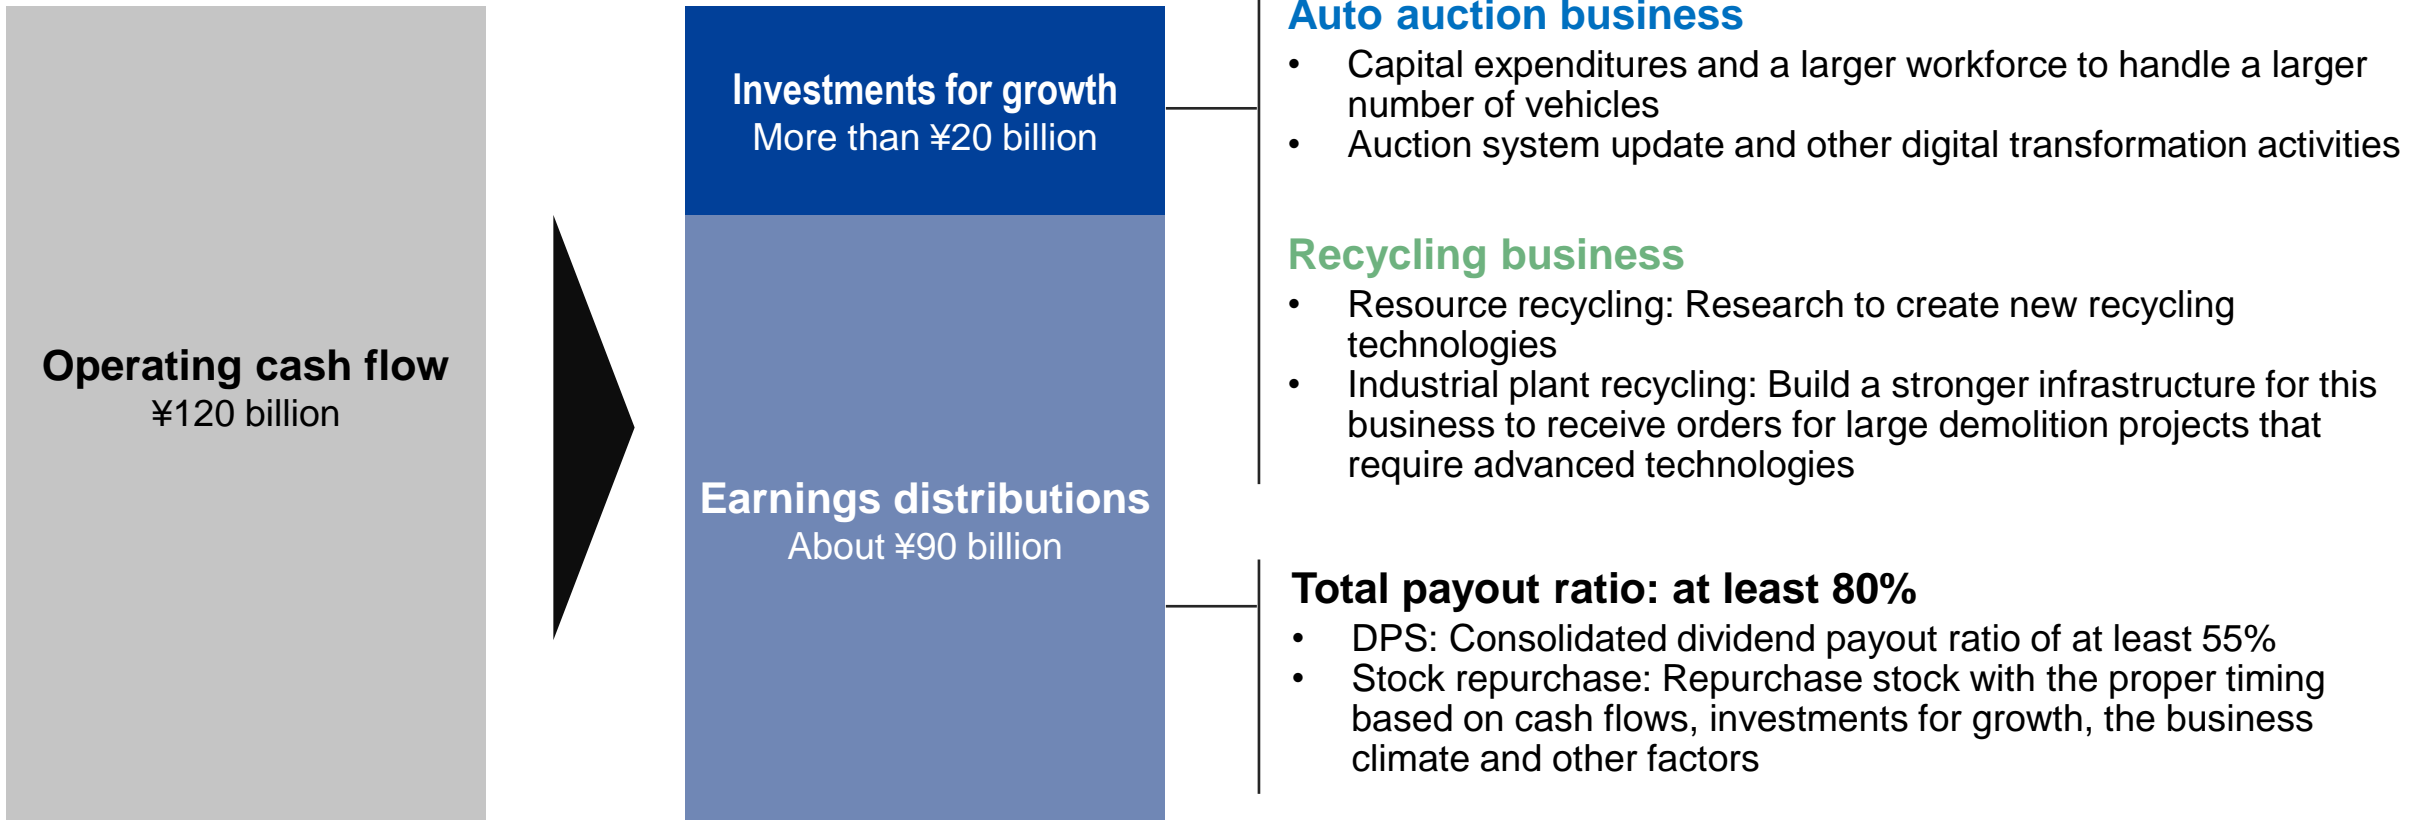 Operating cash flow
¥120 billion
Investments for growth
More than ¥20 billion
Earnings distributions
About ¥90 billion
Auto auction business
• Capital expenditures and a larger workforce to handle a larger
number of vehicles
• Auction system update and other digital transformation activities
Recycling business
• Resource recycling: Research to create new recycling
technologies
• Industrial plant recycling: Build a stronger infrastructure for this
business to receive orders for large demolition projects that
require advanced technologies
Total payout ratio: at least 80%
• DPS: Consolidated dividend payout ratio of at least 55%
• Stock repurchase: Repurchase stock with the proper timing
based on cash flows, investments for growth, the business
climate and other factors